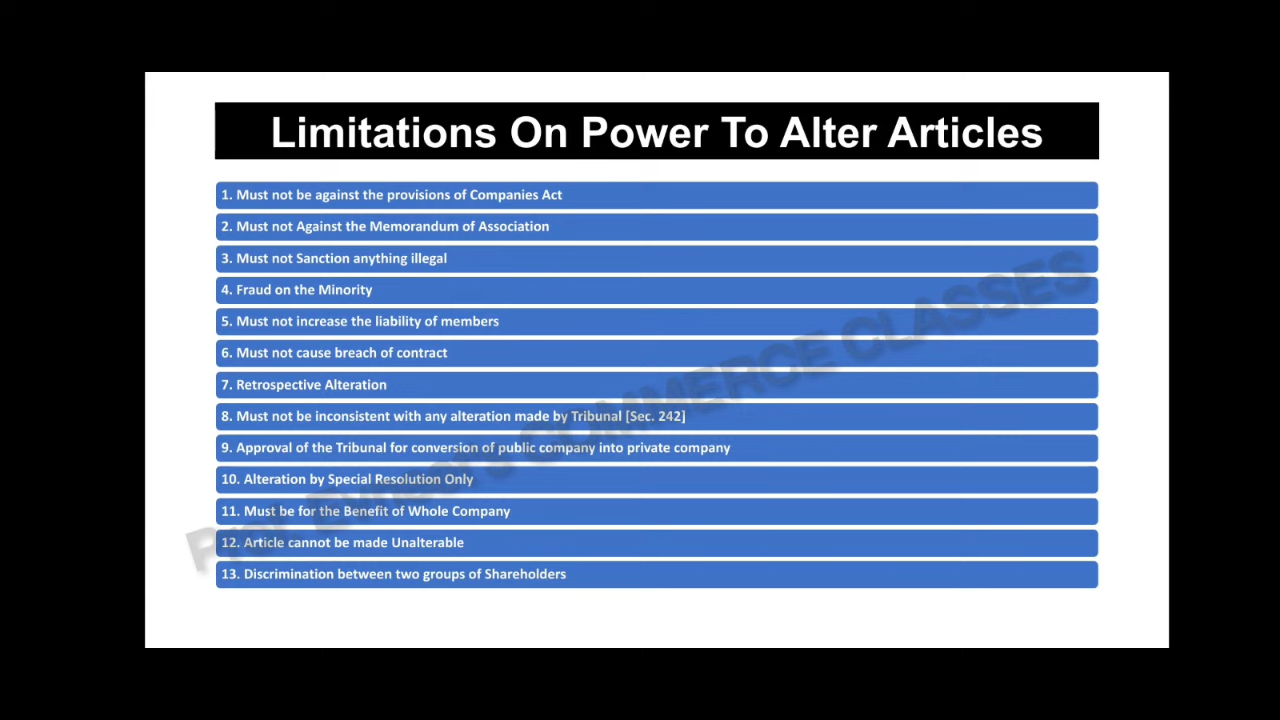 Limitations On Power To Alter Articles
1. Must not be against the provisions of Companies Act
2. Must not Against the Memorandum of Association
3. Must not Sanction anything illegal
4. Fraud on the Minority
5. Must not increase the liability of members
6. Must not cause breach of contract
7. Retrospective Alteration
8. Must not be inconsistent with any alteration made by Tribunal [Sec. 242]
9. Approval of the Tribunal for conversion of public company into private company
10. Alteration by Special Resolution Only
11. Must be for the Benefit of Whole Company
12. Article cannot be made Unalterable
13. Discrimination between two groups of Shareholders
COMMERCE CLASSES